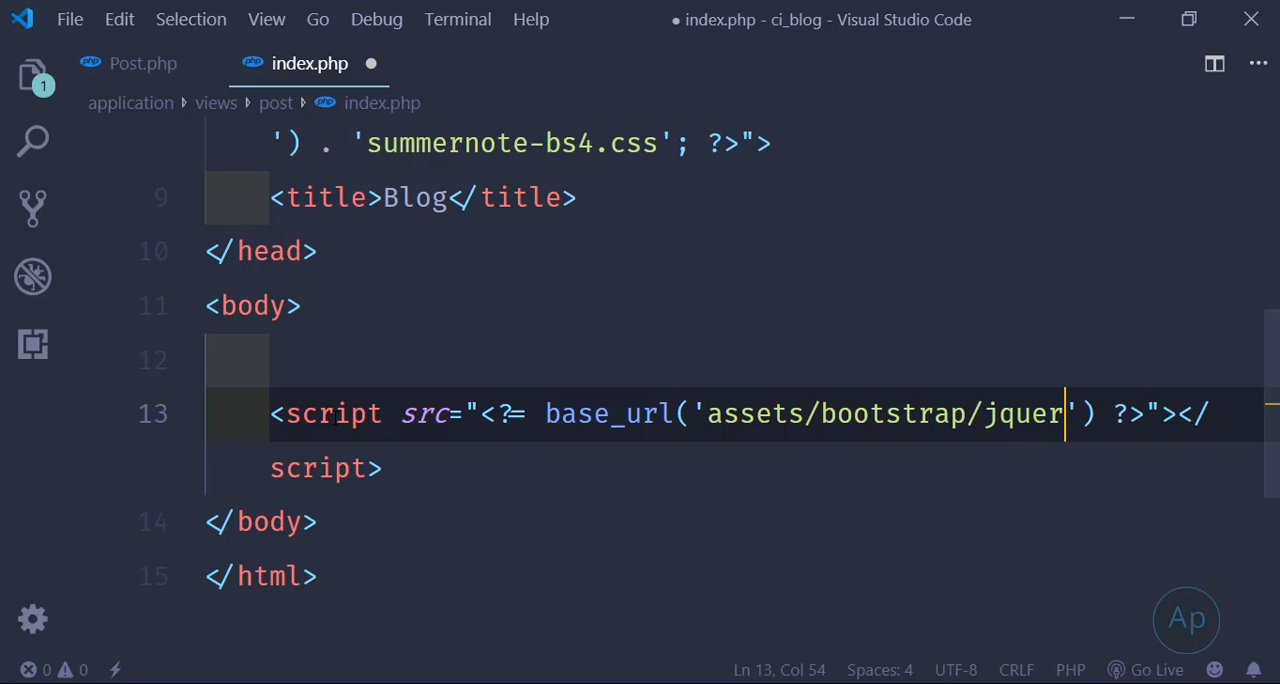 File Edit Selection View Go Debug Terminal Help ● index.php - ci_blog - Visual Studio Code
php Post.php php index.php
1
application views post php index.php
') . 'summernote-bs4.css'; ?>">
9 <title>Blog</title>
10 </head>
11 <body>
12
13 <script src="<?= base_url('assets/bootstrap/jquer') ?>"></
script>
14 </body>
15 </html>
Ap
0 0 Ln 13, Col 54 Spaces: 4 UTF-8 CRLF PHP Go Live